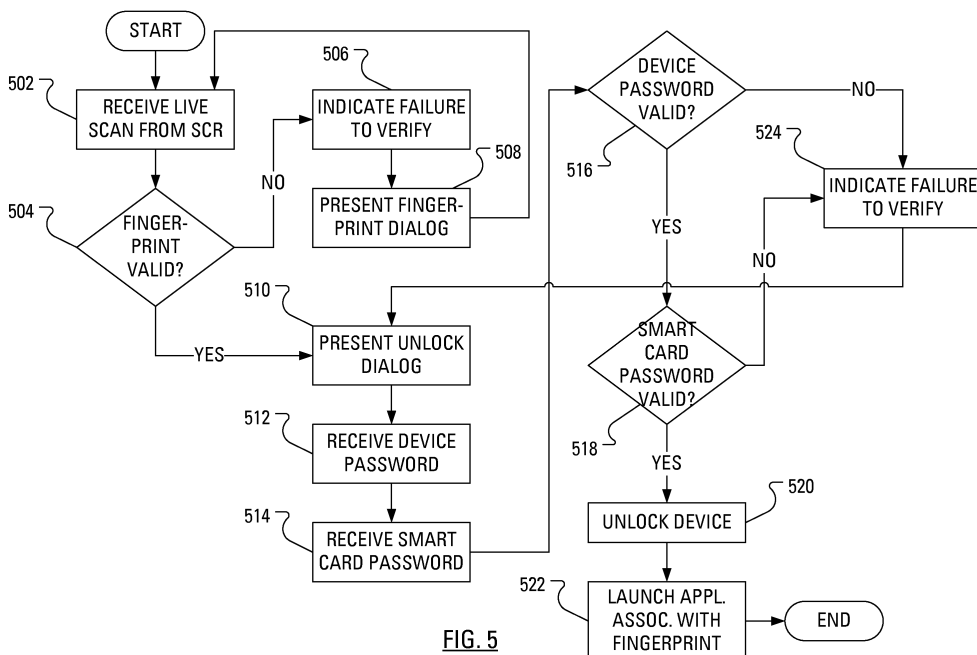 START
502
RECEIVE LIVE
SCAN FROM SCR
504
FINGER-
PRINT
VALID?
NO
YES
506
INDICATE FAILURE
TO VERIFY
508
PRESENT FINGER-
PRINT DIALOG
510
PRESENT UNLOCK
DIALOG
512
RECEIVE DEVICE
PASSWORD
514
RECEIVE SMART
CARD PASSWORD
DEVICE
PASSWORD
VALID?
516
NO
YES
524
INDICATE FAILURE
TO VERIFY
SMART
CARD
PASSWORD
VALID?
518
NO
YES
520
UNLOCK DEVICE
522
LAUNCH APPL.
ASSOC. WITH
FINGERPRINT
END
FIG. 5